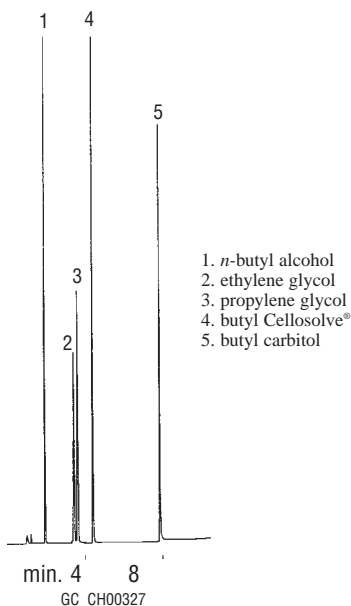 1
4
5
3
2
1. n-butyl alcohol
2. ethylene glycol
3. propylene glycol
4. butyl Cellosolve®
5. butyl carbitol
min. 4 8
GC CH00327